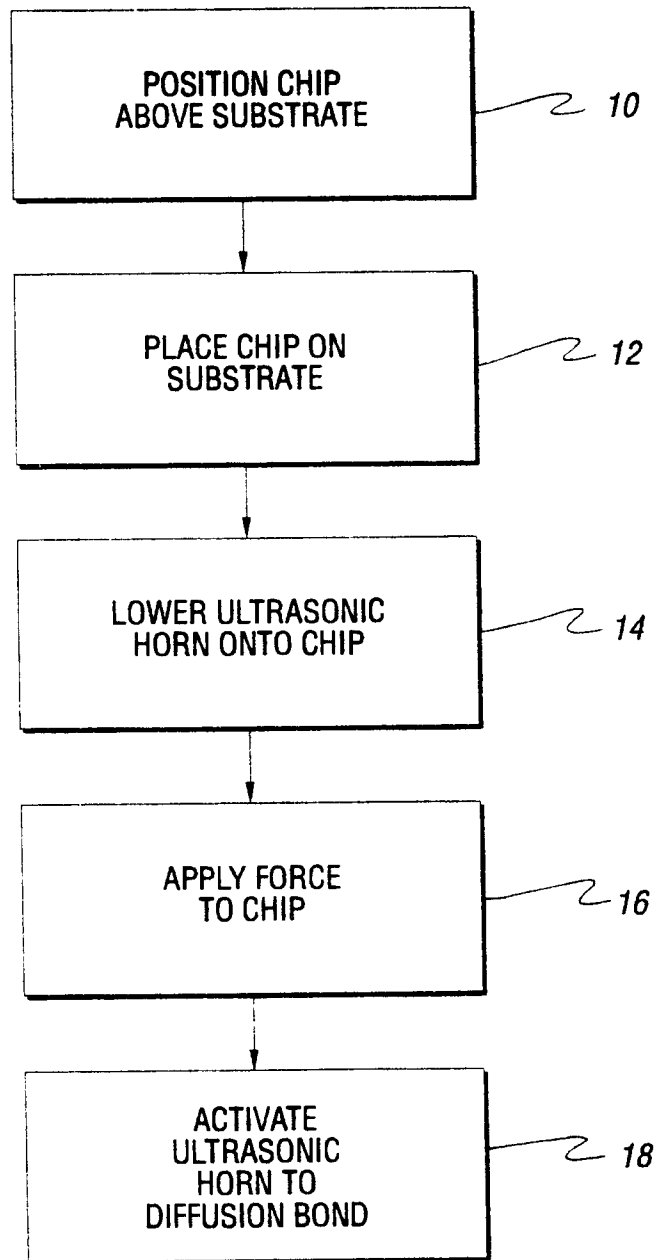 POSITION CHIP
ABOVE SUBSTRATE
10
PLACE CHIP ON
SUBSTRATE
12
LOWER ULTRASONIC
HORN ONTO CHIP
14
APPLY FORCE
TO CHIP
16
ACTIVATE
ULTRASONIC
HORN TO
DIFFUSION BOND
18